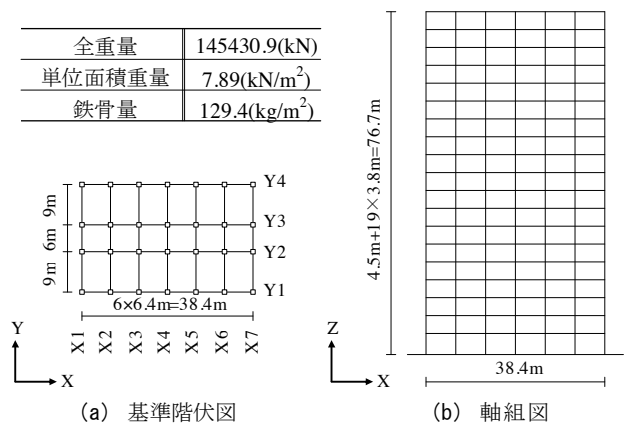 全重量 145430.9(kN)
単位面積重量 7.89(kN/m²)
鉄骨量 129.4(kg/m²)
Y4
Y3
Y2
Y1
9m
6m
9m
6×6.4m=38.4m
X1
X2
X3
X4
X5
X6
X7
Y
X
(a) 基準階伏図
4.5m+19×3.8m=76.7m
Z
X
38.4m
(b) 軸組図